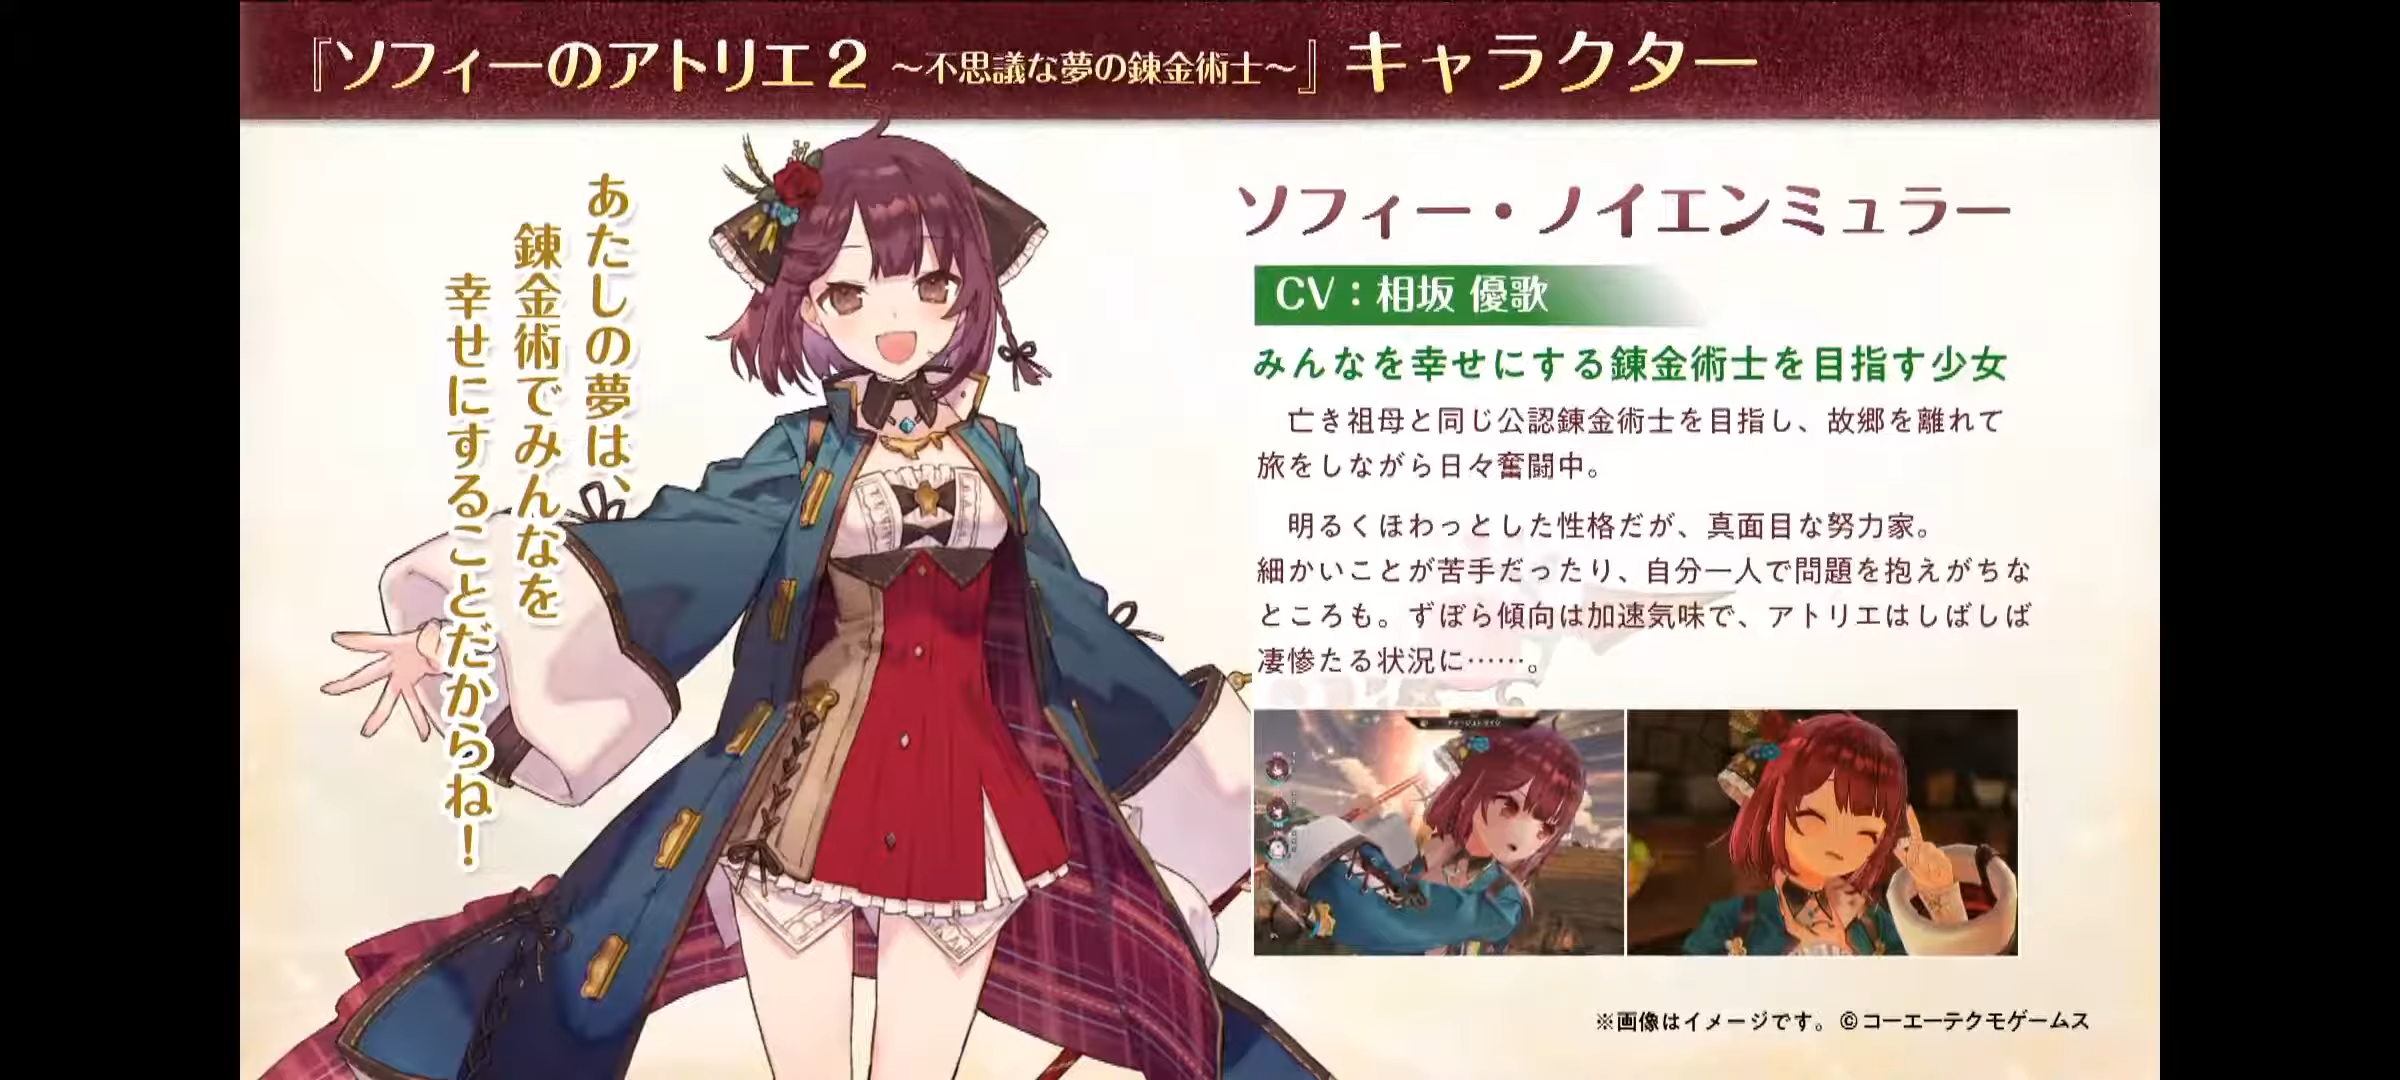 『ソフィーのアトリエ2 ～不思議な夢の錬金術士～』キャラクター
あたしの夢は、
錬金術でみんなを
幸せにすることだからね！
ソフィー・ノイエンミュラー
CV：相坂 優歌
みんなを幸せにする錬金術士を目指す少女
亡き祖母と同じ公認錬金術士を目指し、故郷を離れて
旅をしながら日々奮闘中。
明るくほわっとした性格だが、真面目な努力家。
細かいことが苦手だったり、自分一人で問題を抱えがちな
ところも。ずぼら傾向は加速気味で、アトリエはしばしば
凄惨たる状況に……。
※画像はイメージです。 ©コーエーテクモゲームス